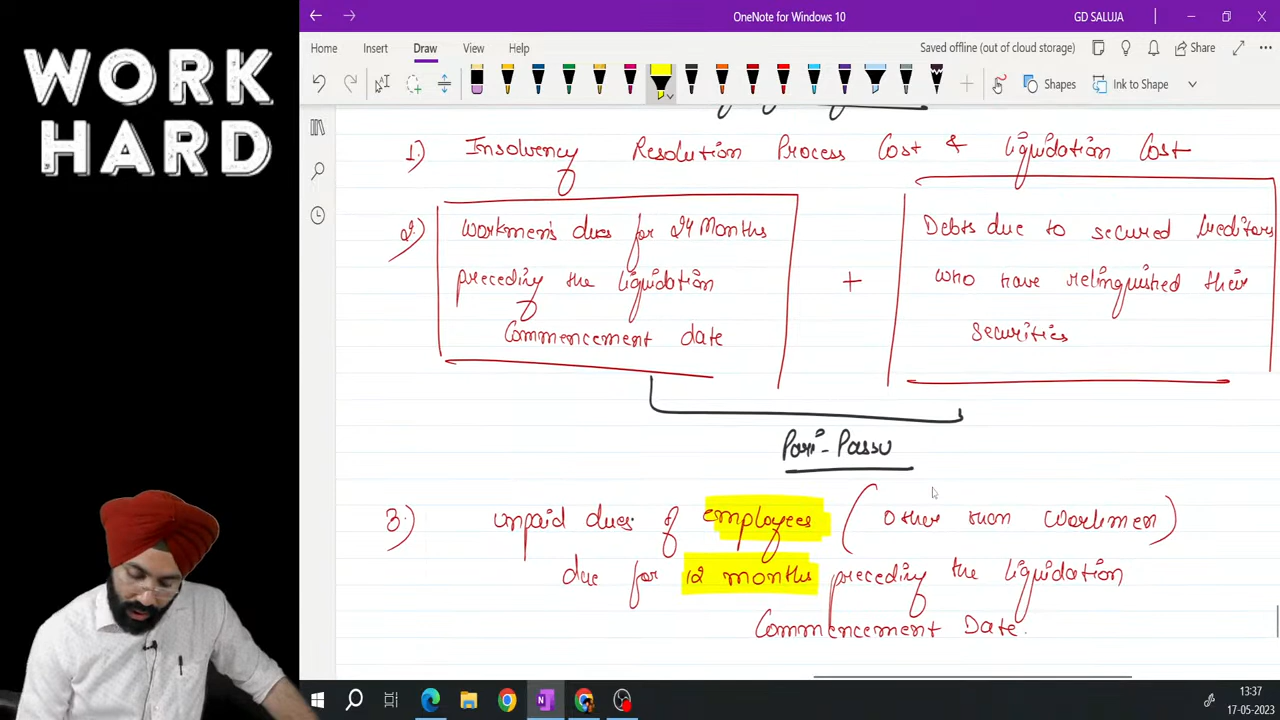 WORK
HARD
OneNote for Windows 10
GD SALUJA
Home Insert Draw View Help
Saved offline (out of cloud storage)
Share
Shapes
Ink to Shape
1.) Insolvency Resolution Process Cost & Liquidation Cost
2.) Workmen's dues for 24 Months
preceding the liquidation
Commencement date
+
Debts due to secured Creditors
who have relinquished their
securities
Pari-Passu
3.) unpaid dues of employees (other than workmen)
due for 12 months preceding the liquidation
Commencement Date.
13:37
17-05-2023